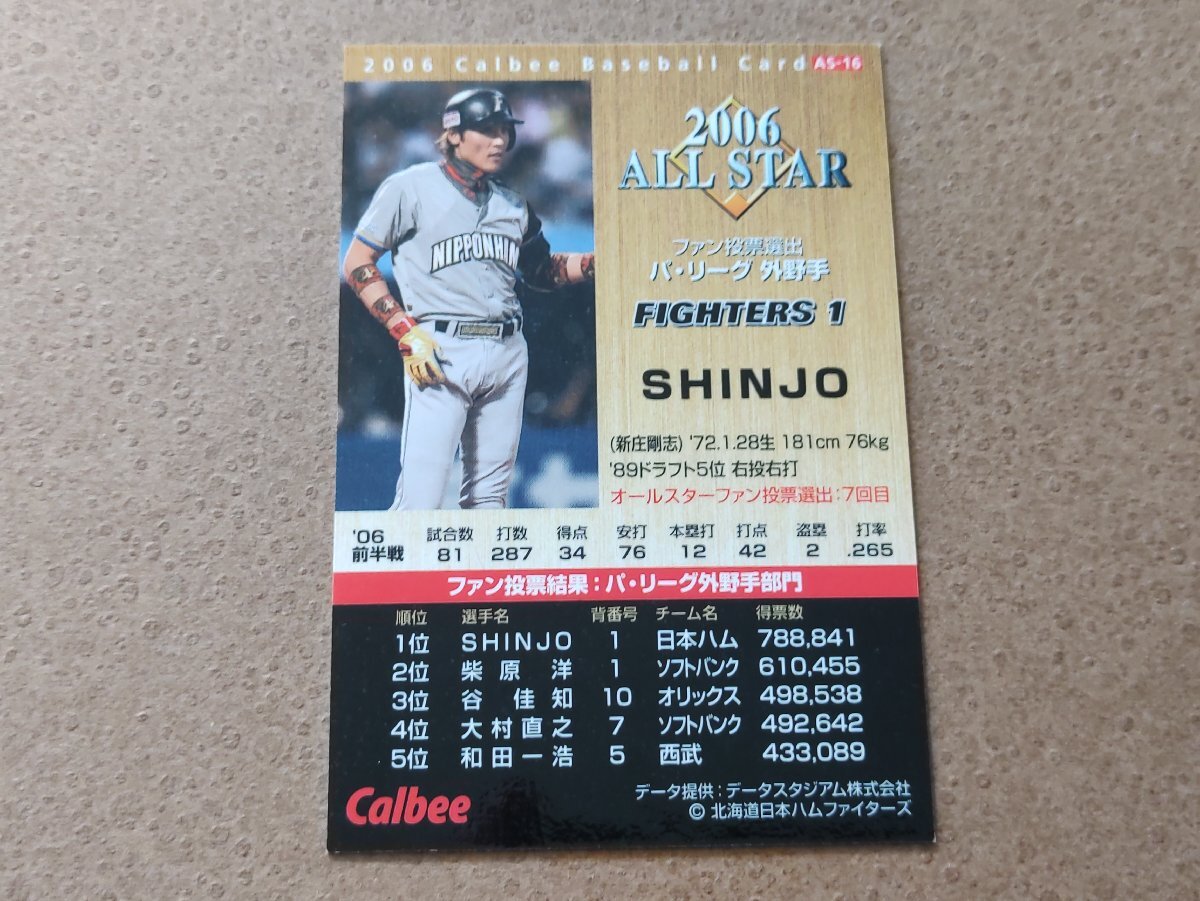 2006 Calbee Baseball Card AS-16
2006
ALL STAR
ファン投票選出
パ・リーグ 外野手
FIGHTERS 1
SHINJO
(新庄剛志) '72.1.28生 181cm 76kg
'89ドラフト5位 右投右打
オールスターファン投票選出:7回目
NIPPONHAM
'06 前半戦
試合数 打数 得点 安打 本塁打 打点 盗塁 打率
81 287 34 76 12 42 2 .265
ファン投票結果:パ・リーグ外野手部門
順位 選手名 背番号 チーム名 得票数
1位 SHINJO 1 日本ハム 788,841
2位 柴原 洋 1 ソフトバンク 610,455
3位 谷 佳知 10 オリックス 498,538
4位 大村直之 7 ソフトバンク 492,642
5位 和田一浩 5 西武 433,089
Calbee
データ提供:データスタジアム株式会社
© 北海道日本ハムファイターズ